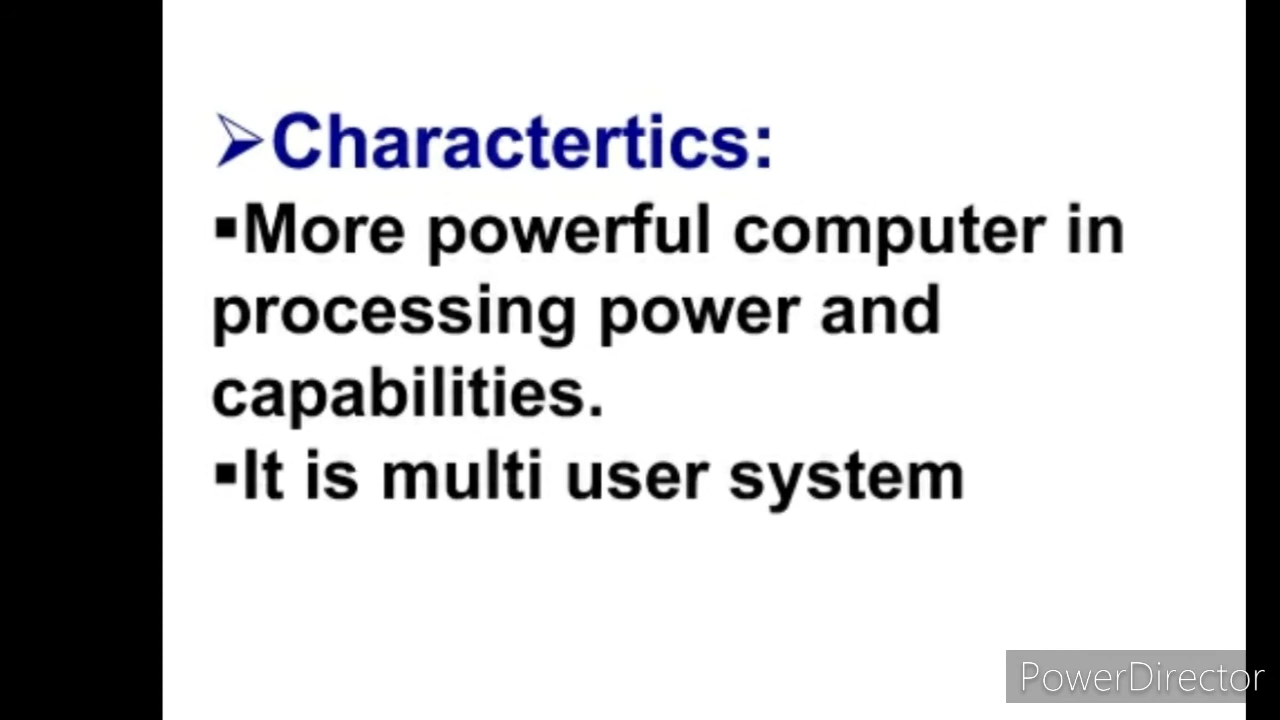 ➢Charactertics:
▪More powerful computer in
processing power and
capabilities.
▪It is multi user system
PowerDirector